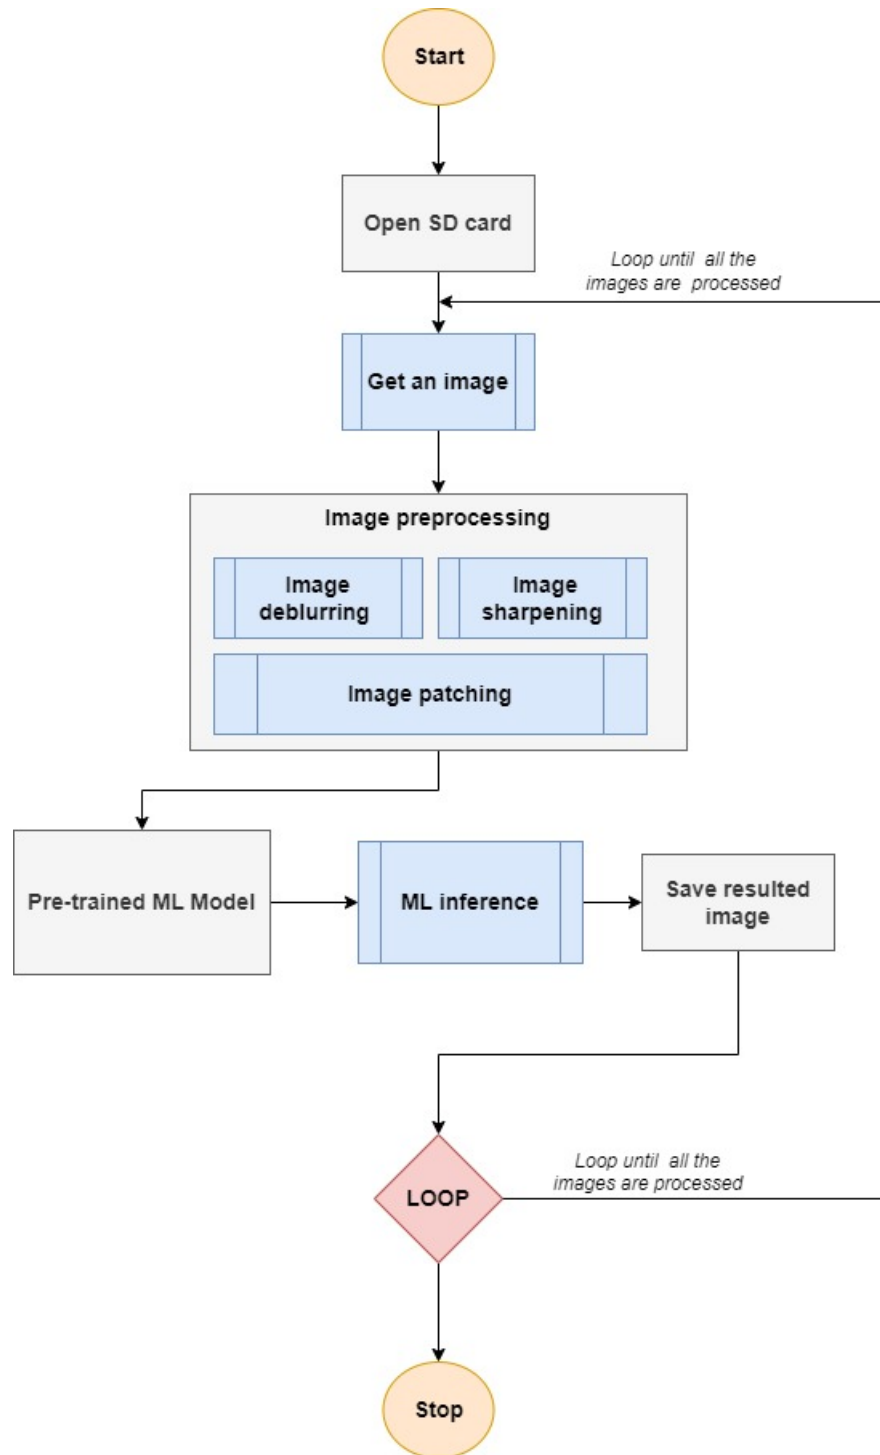 Start
Open SD card
Loop until all the
images are processed
Get an image
Image preprocessing
Image
deblurring
Image
sharpening
Image patching
Pre-trained ML Model
ML inference
Save resulted
image
LOOP
Loop until all the
images are processed
Stop